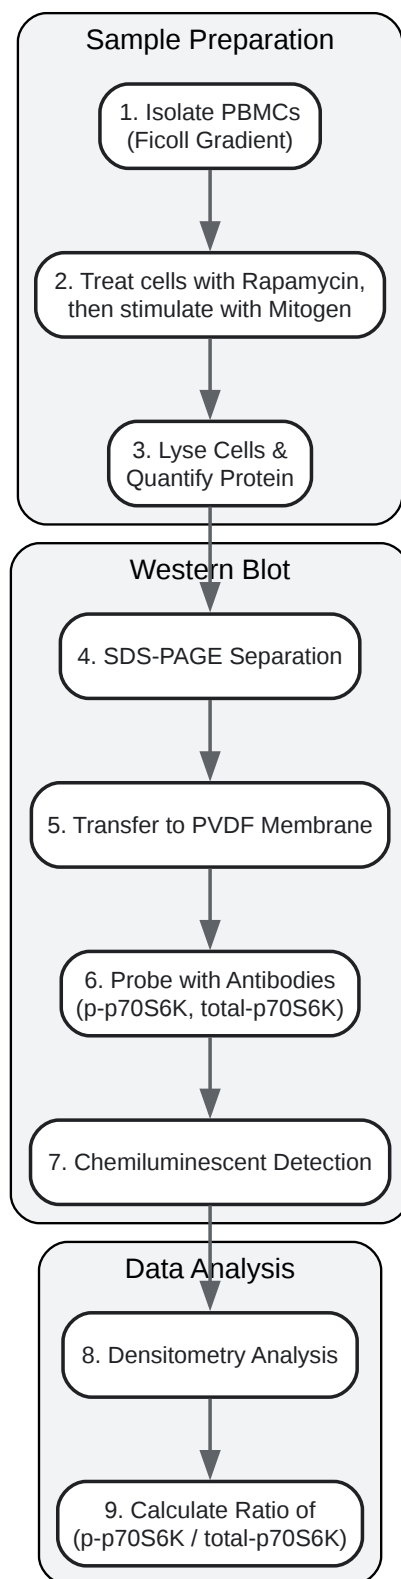 Sample Preparation
1. Isolate PBMCs
(Ficoll Gradient)
2. Treat cells with Rapamycin,
then stimulate with Mitogen
3. Lyse Cells &
Quantify Protein
Western Blot
4. SDS-PAGE Separation
5. Transfer to PVDF Membrane
6. Probe with Antibodies
(p-p70S6K, total-p70S6K)
7. Chemiluminescent Detection
Data Analysis
8. Densitometry Analysis
9. Calculate Ratio of
(p-p70S6K / total-p70S6K)